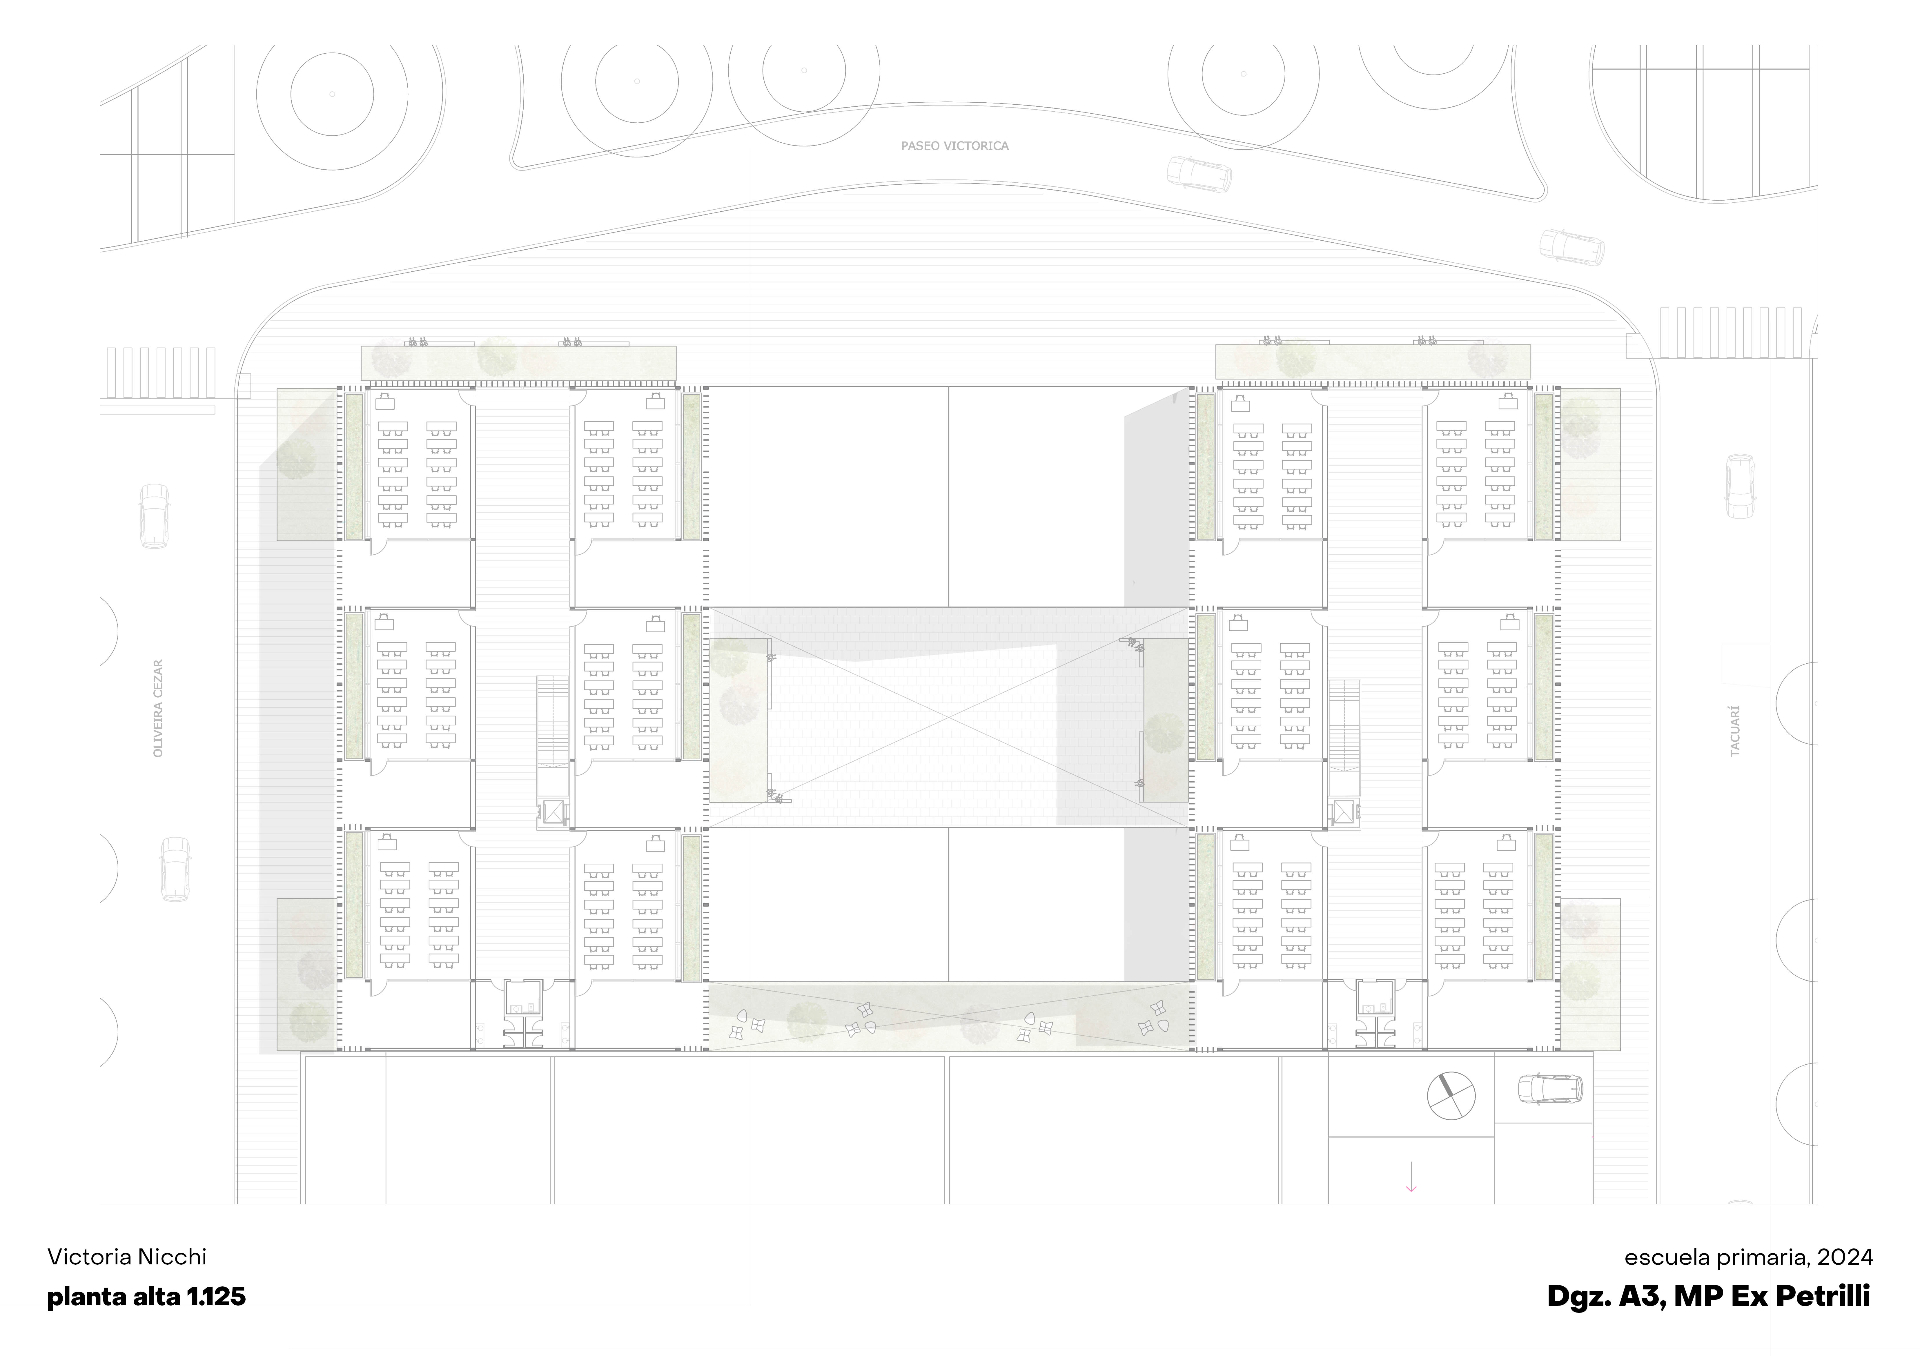 PASEO VICTORICA
OLIVEIRA CEZAR
TACUARÍ
Victoria Nicchi
planta alta 1.125
escuela primaria, 2024
Dgz. A3, MP Ex Petrilli